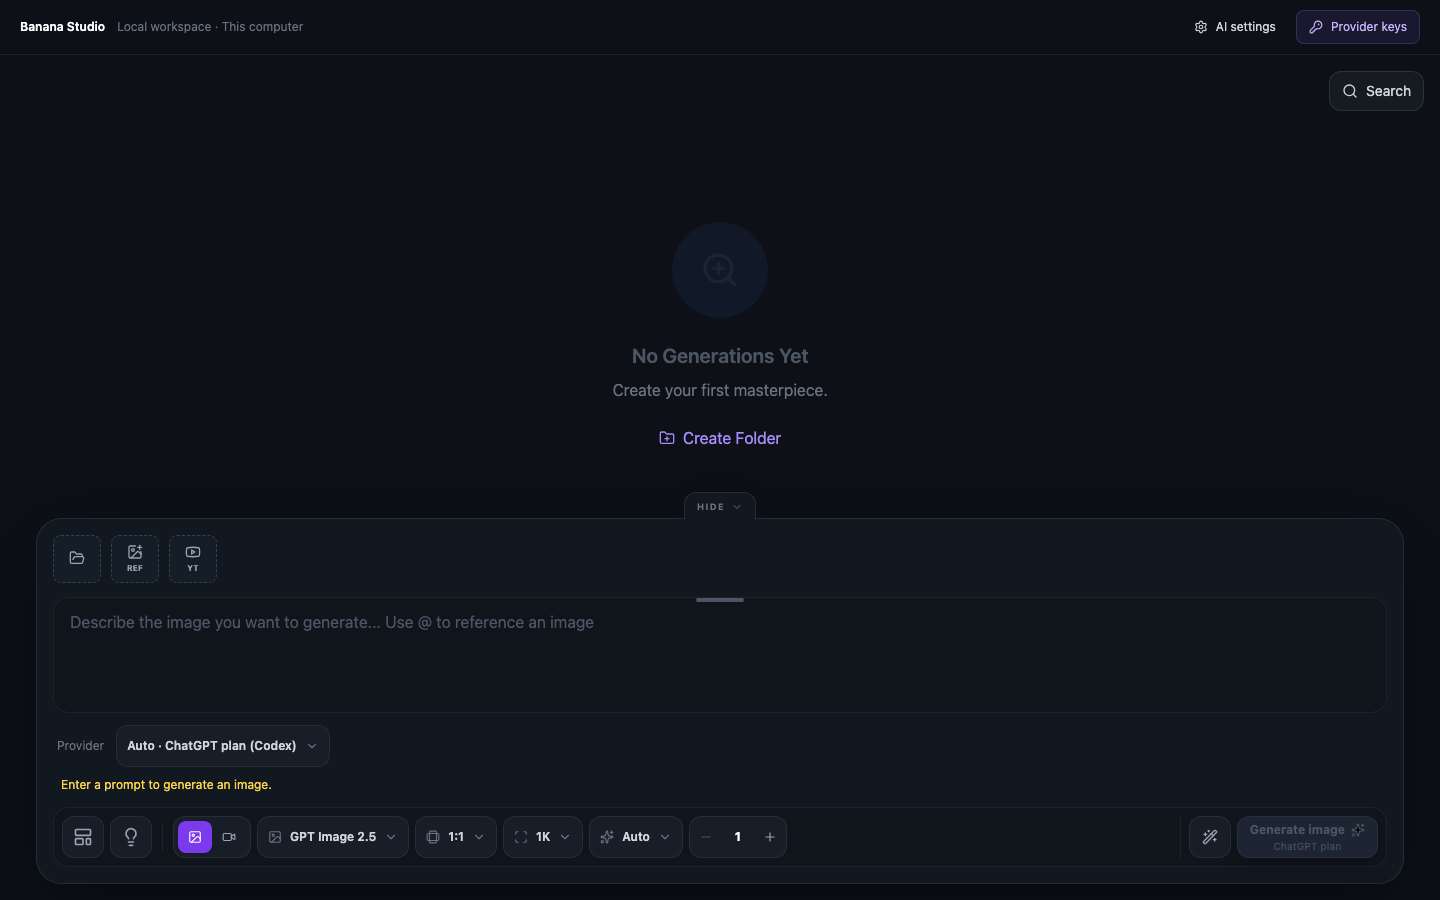 Banana Studio Local workspace · This computer AI settings Provider keys
Search
No Generations Yet
Create your first masterpiece.
Create Folder
HIDE
REF YT
Describe the image you want to generate... Use @ to reference an image
Provider Auto · ChatGPT plan (Codex)
Enter a prompt to generate an image.
GPT Image 2.5 1:1 1K Auto 1 Generate image
ChatGPT plan